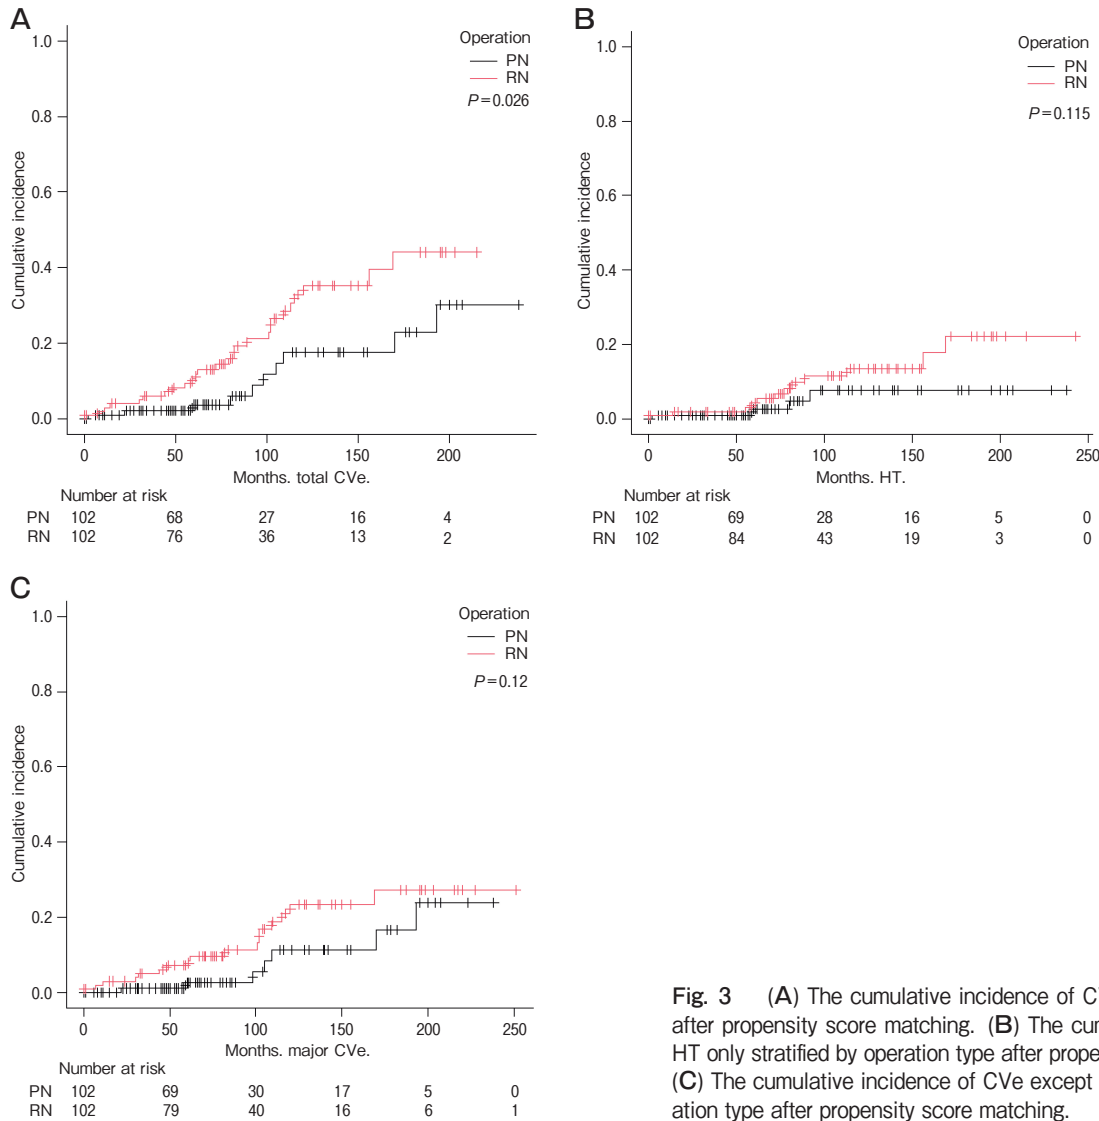 A
Operation
PN
RN
P=0.026
1.0
0.8
0.6
0.4
0.2
0.0
Cumulative incidence
0 50 100 150 200
Months. total CVe.
Number at risk
PN 102 68 27 16 4
RN 102 76 36 13 2
B
Operation
PN
RN
P=0.115
1.0
0.8
0.6
0.4
0.2
0.0
Cumulative incidence
0 50 100 150 200 250
Months. HT.
Number at risk
PN 102 69 28 16 5 0
RN 102 84 43 19 3 0
C
Operation
PN
RN
P=0.12
1.0
0.8
0.6
0.4
0.2
0.0
Cumulative incidence
0 50 100 150 200 250
Months. major CVe.
Number at risk
PN 102 69 30 17 5 0
RN 102 79 40 16 6 1
Fig. 3 (A) The cumulative incidence of C
after propensity score matching. (B) The cum
HT only stratified by operation type after prope
(C) The cumulative incidence of CVe except
ation type after propensity score matching.